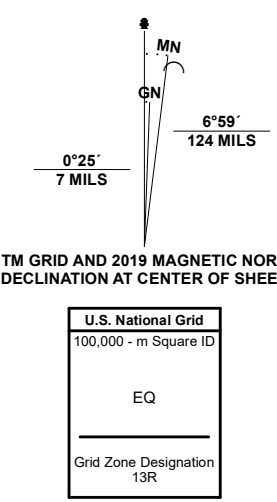 MN
GN
6°59´
124 MILS
0°25´
7 MILS
TM GRID AND 2019 MAGNETIC NOR
DECLINATION AT CENTER OF SHEE
U.S. National Grid
100,000 - m Square ID
EQ
Grid Zone Designation
13R